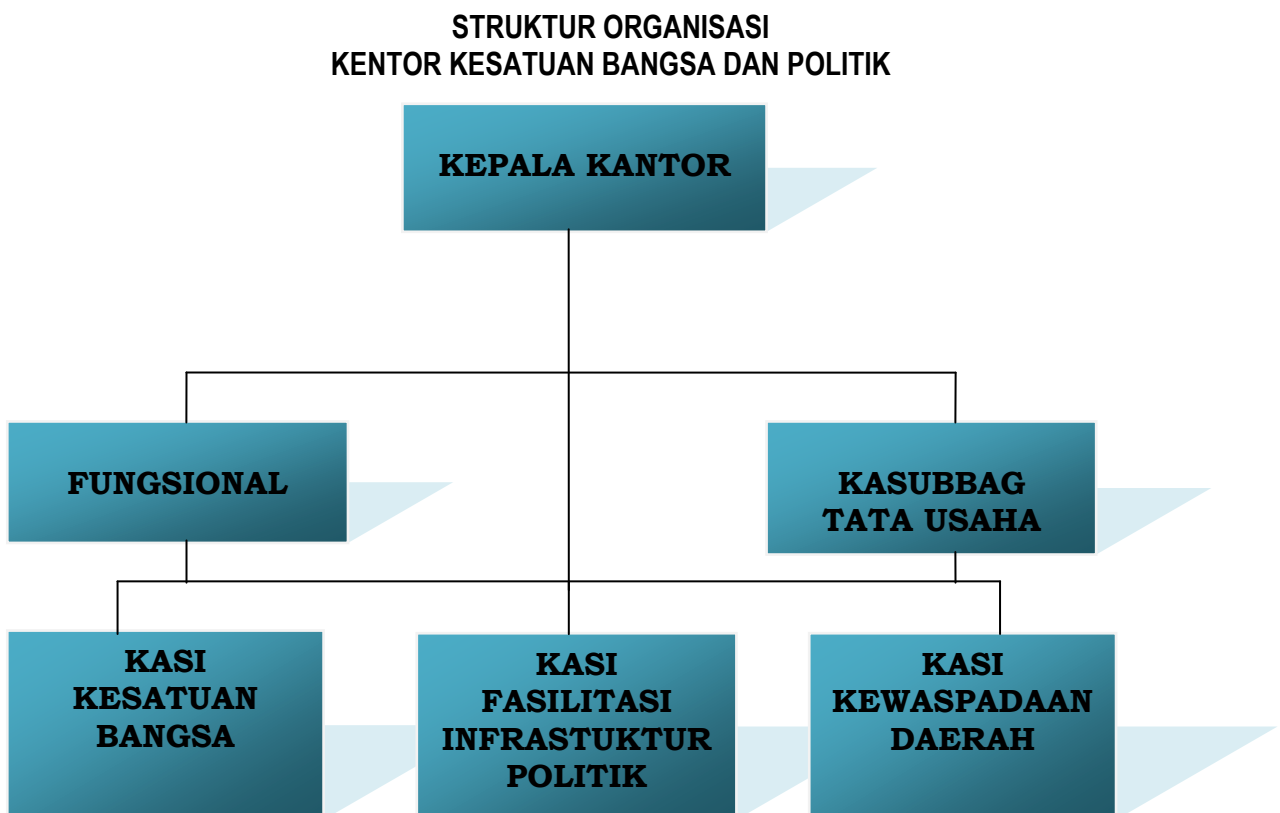 STRUKTUR ORGANISASI
KENTOR KESATUAN BANGSA DAN POLITIK
KEPALA KANTOR
FUNGSIONAL
KASUBBAG
TATA USAHA
KASI
KESATUAN
BANGSA
KASI
FASILITASI
INFRASTUKTUR
POLITIK
KASI
KEWASPADAAN
DAERAH